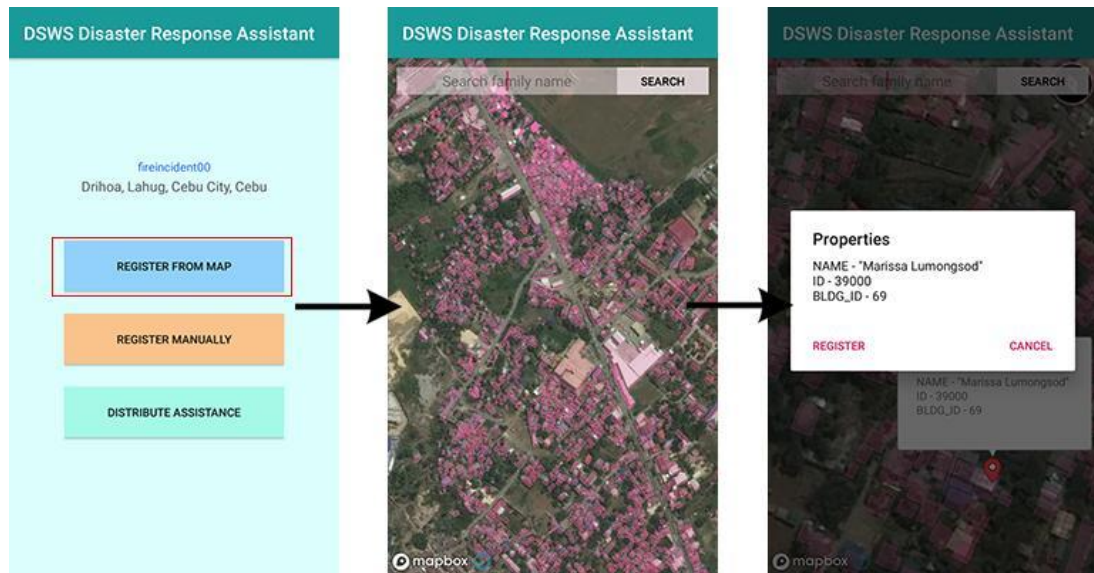 DSWS Disaster Response Assistant
fireincident00
Drihoa, Lahug, Cebu City, Cebu
REGISTER FROM MAP
REGISTER MANUALLY
DISTRIBUTE ASSISTANCE
DSWS Disaster Response Assistant
Search family name
SEARCH
mapbox
DSWS Disaster Response Assistant
Search family name
SEARCH
Properties
NAME - "Marissa Lumongsod"
ID - 39000
BLDG_ID - 69
REGISTER
CANCEL
NAME - "Marissa Lumongsod"
ID - 39000
BLDG_ID - 69
mapbox